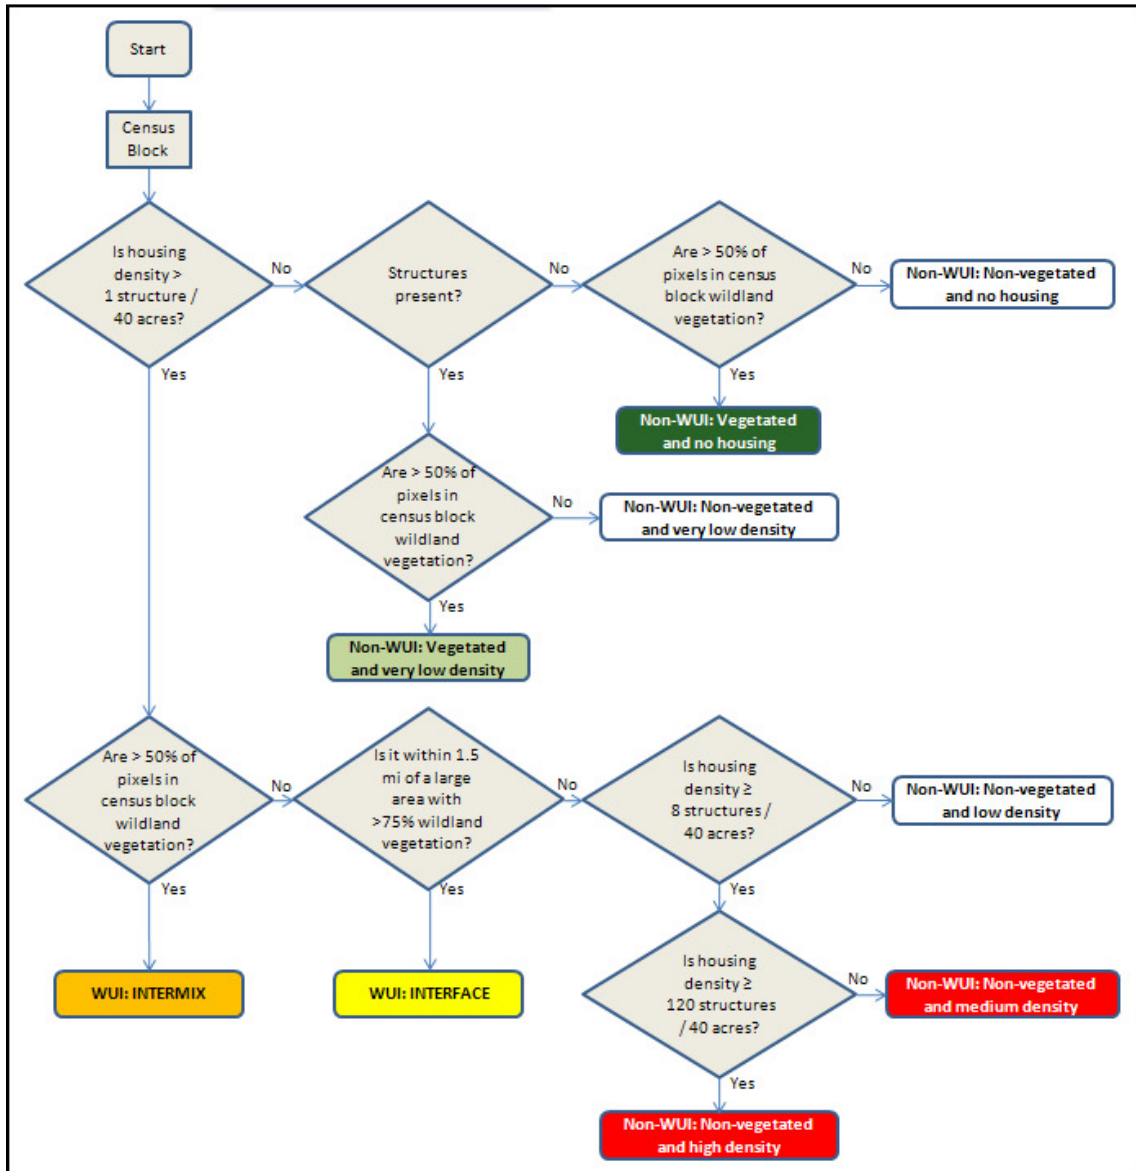 Start
Census
Block
Is housing
density >
1 structure /
40 acres?
No
Yes
Structures
present?
No
Yes
Are > 50% of
pixels in census
block wildland
vegetation?
No
Yes
Non-WUI: Non-vegetated
and no housing
Non-WUI: Vegetated
and no housing
Are > 50% of
pixels in
census block
wildland
vegetation?
No
Yes
Non-WUI: Non-vegetated
and very low density
Non-WUI: Vegetated
and very low density
Are > 50% of
pixels in
census block
wildland
vegetation?
No
Yes
Is it within 1.5
mi of a large
area with
>75% wildland
vegetation?
No
Yes
Is housing
density ≥
8 structures /
40 acres?
No
Yes
Non-WUI: Non-vegetated
and low density
WUI: INTERMIX
WUI: INTERFACE
Is housing
density ≥
120 structures
/ 40 acres?
No
Yes
Non-WUI: Non-vegetated
and medium density
Non-WUI: Non-vegetated
and high density